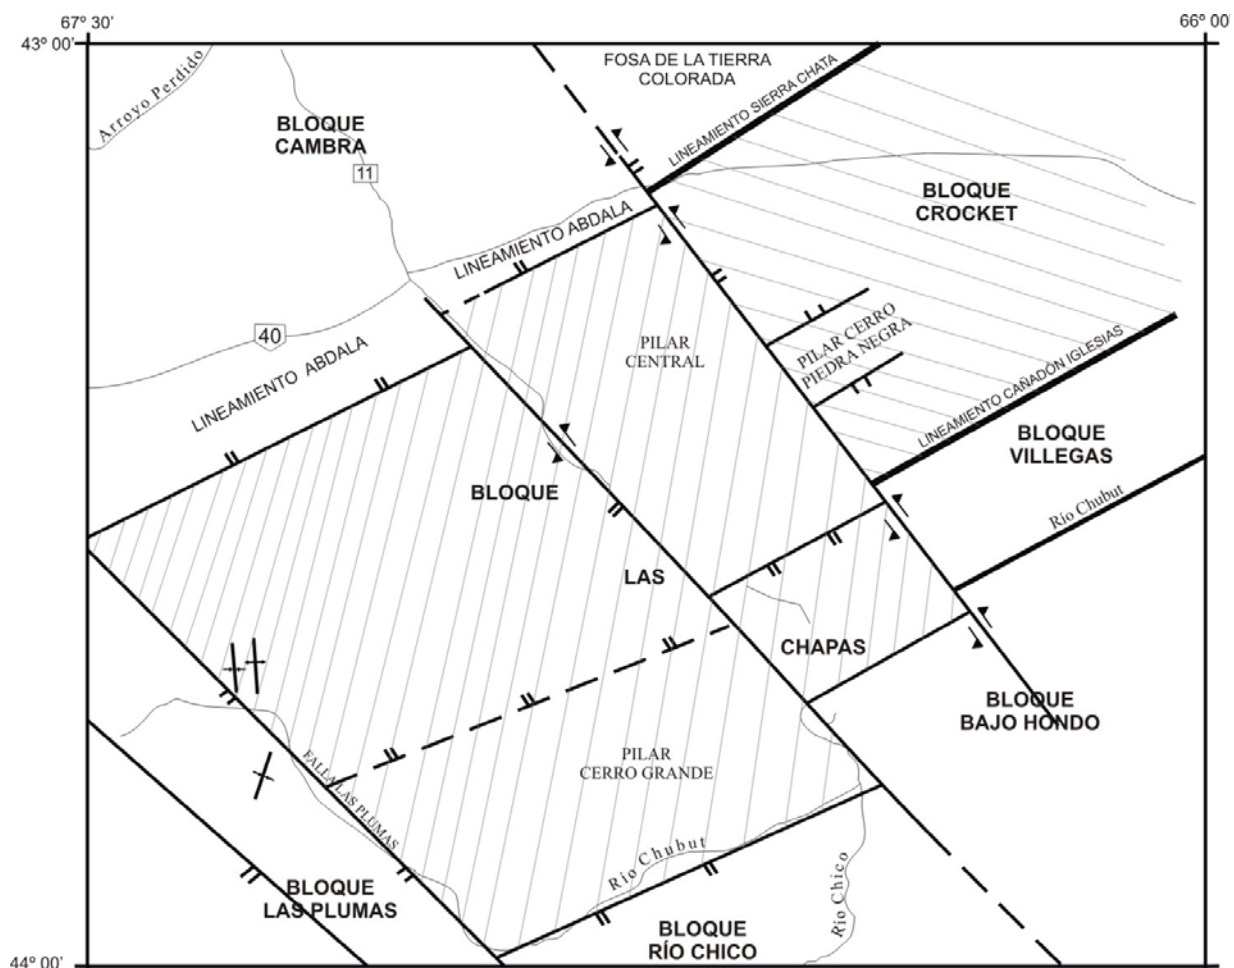 67º 30'
66º 00'
43º 00'
FOSA DE LA TIERRA
COLORADA
Arroyo Perdido
LINEAMIENTO SIERRA CHATA
BLOQUE
CAMBRA
11
BLOQUE
CROCKET
LINEAMIENTO ABDALA
40
PILAR
CENTRAL
PILAR CERRO
PIEDRA NEGRA
LINEAMIENTO CAÑADÓN IGLESIAS
LINEAMIENTO ABDALA
BLOQUE
VILLEGAS
BLOQUE
Río Chubut
LAS
CHAPAS
BLOQUE
BAJO HONDO
PILAR
CERRO GRANDE
FALLA LAS PLUMAS
Río Chubut
Río Chico
BLOQUE
LAS PLUMAS
BLOQUE
RÍO CHICO
44º 00'